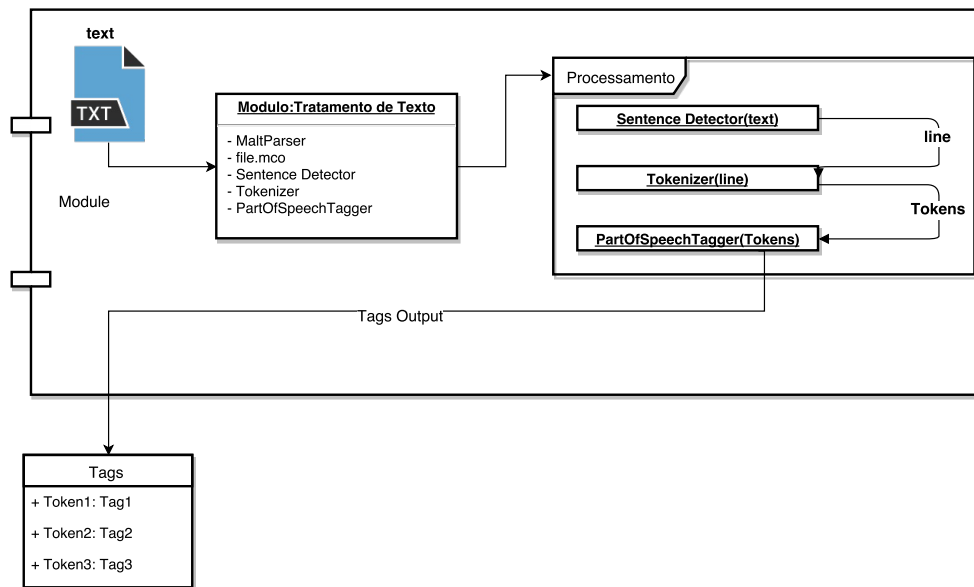 text
TXT
Module
Modulo:Tratamento de Texto
- MaltParser
- file.mco
- Sentence Detector
- Tokenizer
- PartOfSpeechTagger
Processamento
Sentence Detector(text)
line
Tokenizer(line)
Tokens
PartOfSpeechTagger(Tokens)
Tags Output
Tags
+ Token1: Tag1
+ Token2: Tag2
+ Token3: Tag3